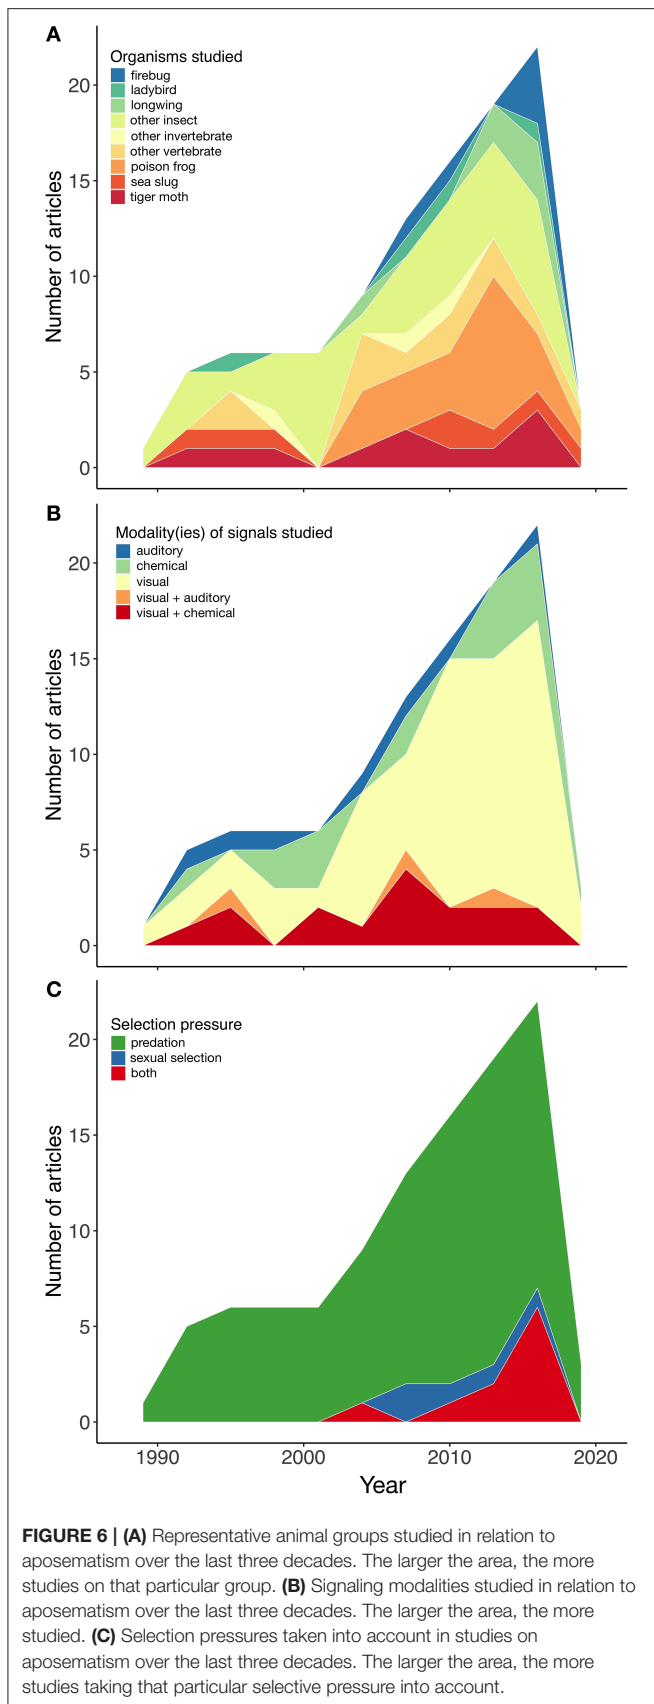 A
Organisms studied
firebug
ladybird
longwing
other insect
other invertebrate
other vertebrate
poison frog
sea slug
tiger moth
Number of articles
20
15
10
5
0
B
Modality(ies) of signals studied
auditory
chemical
visual
visual + auditory
visual + chemical
Number of articles
20
15
10
5
0
C
Selection pressure
predation
sexual selection
both
Number of articles
20
15
10
5
0
1990 2000 2010 2020
Year
FIGURE 6 | (A) Representative animal groups studied in relation to
aposematism over the last three decades. The larger the area, the more
studies on that particular group. (B) Signaling modalities studied in relation to
aposematism over the last three decades. The larger the area, the more
studied. (C) Selection pressures taken into account in studies on
aposematism over the last three decades. The larger the area, the more
studies taking that particular selective pressure into account.